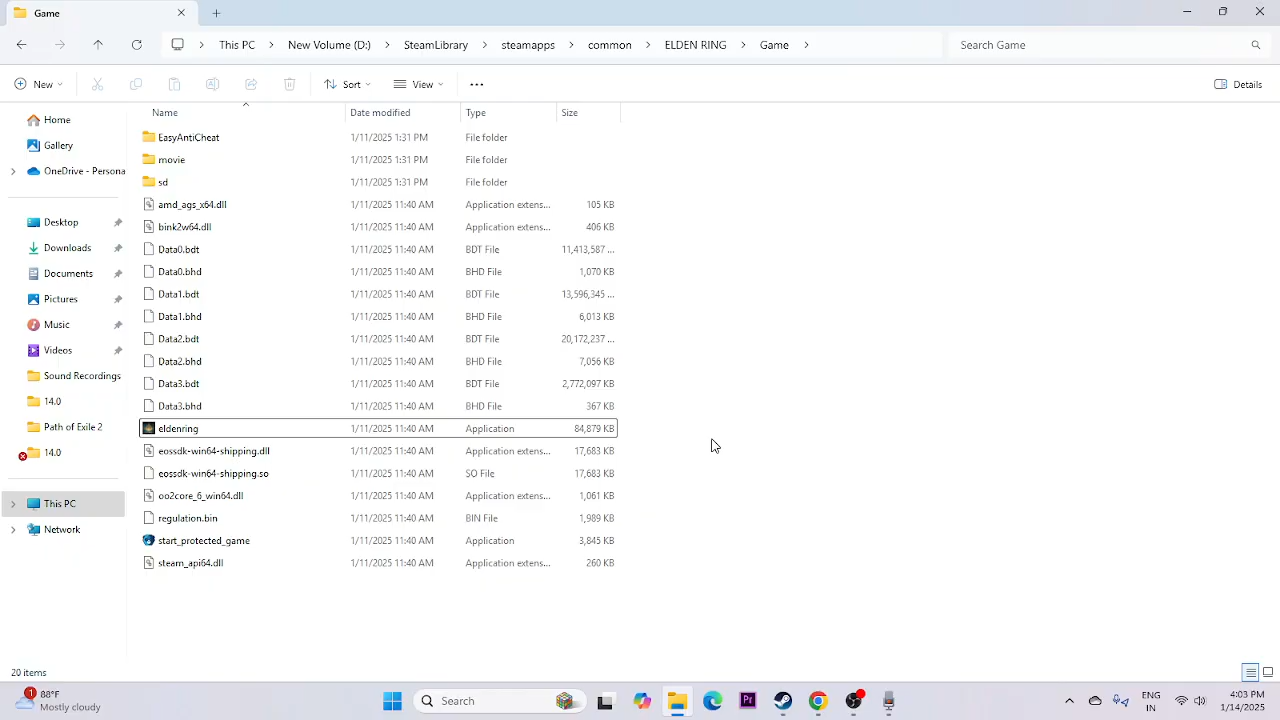 Game
This PC > New Volume (D:) > SteamLibrary > steamapps > common > ELDEN RING > Game >
Search Game
New
Sort
View
Details
Name Date modified Type Size
Home
Gallery
OneDrive - Persona
Desktop
Downloads
Documents
Pictures
Music
Videos
Sound Recordings
14.0
Path of Exile 2
14.0
This PC
Network
EasyAntiCheat 1/11/2025 1:31 PM File folder
movie 1/11/2025 1:31 PM File folder
sd 1/11/2025 1:31 PM File folder
amd_ags_x64.dll 1/11/2025 11:40 AM Application extens... 105 KB
bink2w64.dll 1/11/2025 11:40 AM Application extens... 406 KB
Data0.bdt 1/11/2025 11:40 AM BDT File 11,413,587 ...
Data0.bhd 1/11/2025 11:40 AM BHD File 1,070 KB
Data1.bdt 1/11/2025 11:40 AM BDT File 13,596,345 ...
Data1.bhd 1/11/2025 11:40 AM BHD File 6,013 KB
Data2.bdt 1/11/2025 11:40 AM BDT File 20,172,237 ...
Data2.bhd 1/11/2025 11:40 AM BHD File 7,056 KB
Data3.bdt 1/11/2025 11:40 AM BDT File 2,772,097 KB
Data3.bhd 1/11/2025 11:40 AM BHD File 367 KB
eldenring 1/11/2025 11:40 AM Application 84,879 KB
eossdk-win64-shipping.dll 1/11/2025 11:40 AM Application extens... 17,683 KB
eossdk-win64-shipping.so 1/11/2025 11:40 AM SO File 17,683 KB
oo2core_6_win64.dll 1/11/2025 11:40 AM Application extens... 1,061 KB
regulation.bin 1/11/2025 11:40 AM BIN File 1,989 KB
start_protected_game 1/11/2025 11:40 AM Application 3,845 KB
steam_api64.dll 1/11/2025 11:40 AM Application extens... 260 KB
20 items
1
88°F
Mostly cloudy
Search
Pr
ENG
IN
4:03 PM
1/14/2025